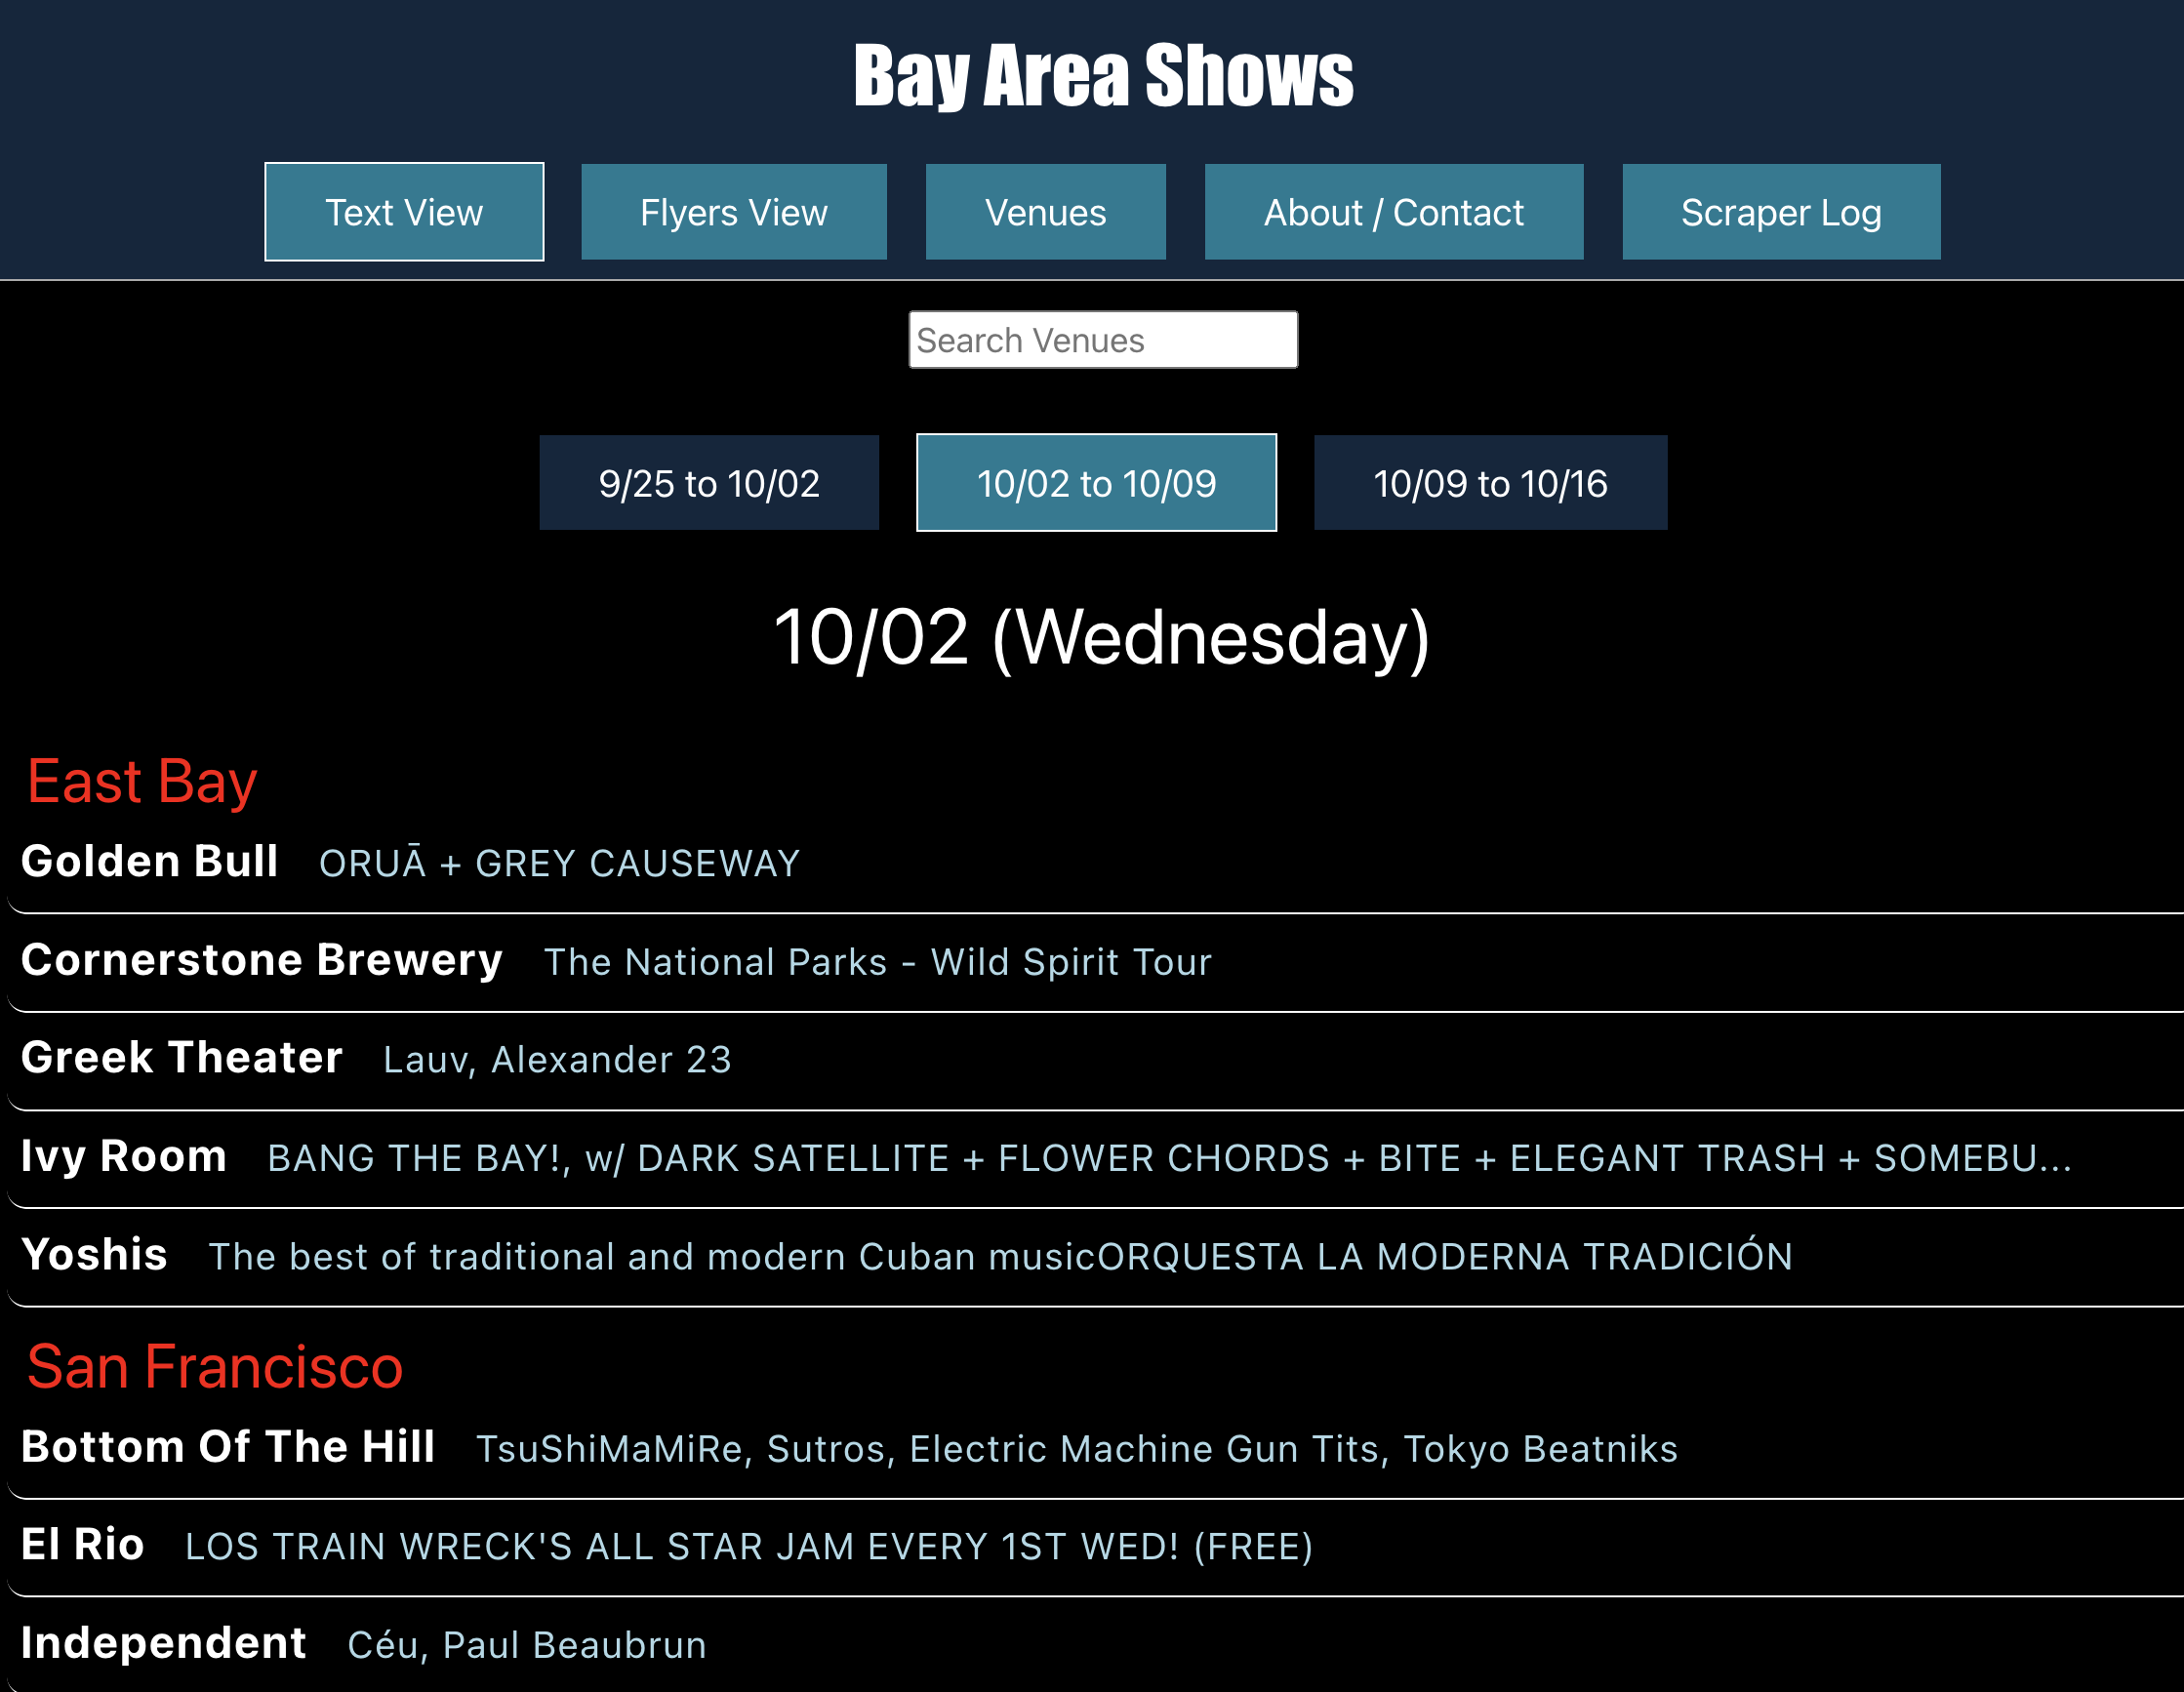 Bay Area Shows
Text View Flyers View Venues About / Contact Scraper Log
Search Venues
9/25 to 10/02 10/02 to 10/09 10/09 to 10/16
10/02 (Wednesday)
East Bay
Golden Bull ORUÃ + GREY CAUSEWAY
Cornerstone Brewery The National Parks - Wild Spirit Tour
Greek Theater Lauv, Alexander 23
Ivy Room BANG THE BAY!, w/ DARK SATELLITE + FLOWER CHORDS + BITE + ELEGANT TRASH + SOMEBU...
Yoshis The best of traditional and modern Cuban musicORQUESTA LA MODERNA TRADICIÓN
San Francisco
Bottom Of The Hill TsuShiMaMiRe, Sutros, Electric Machine Gun Tits, Tokyo Beatniks
El Rio LOS TRAIN WRECK'S ALL STAR JAM EVERY 1ST WED! (FREE)
Independent Céu, Paul Beaubrun